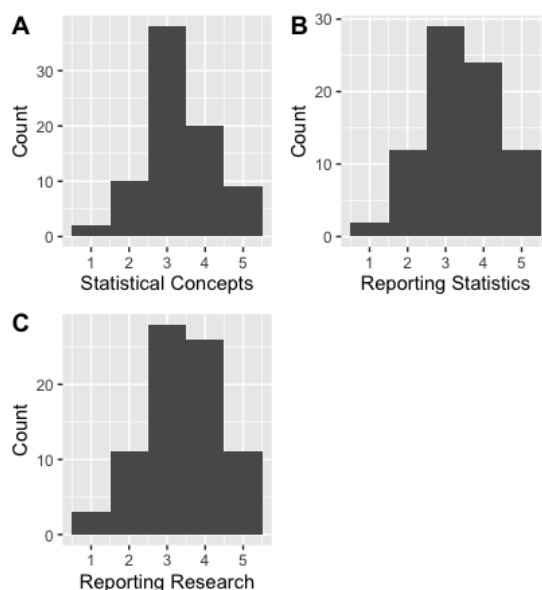 A
Count
30
20
10
0
1 2 3 4 5
Statistical Concepts
B
Count
30
20
10
0
1 2 3 4 5
Reporting Statistics
C
Count
20
10
0
1 2 3 4 5
Reporting Research